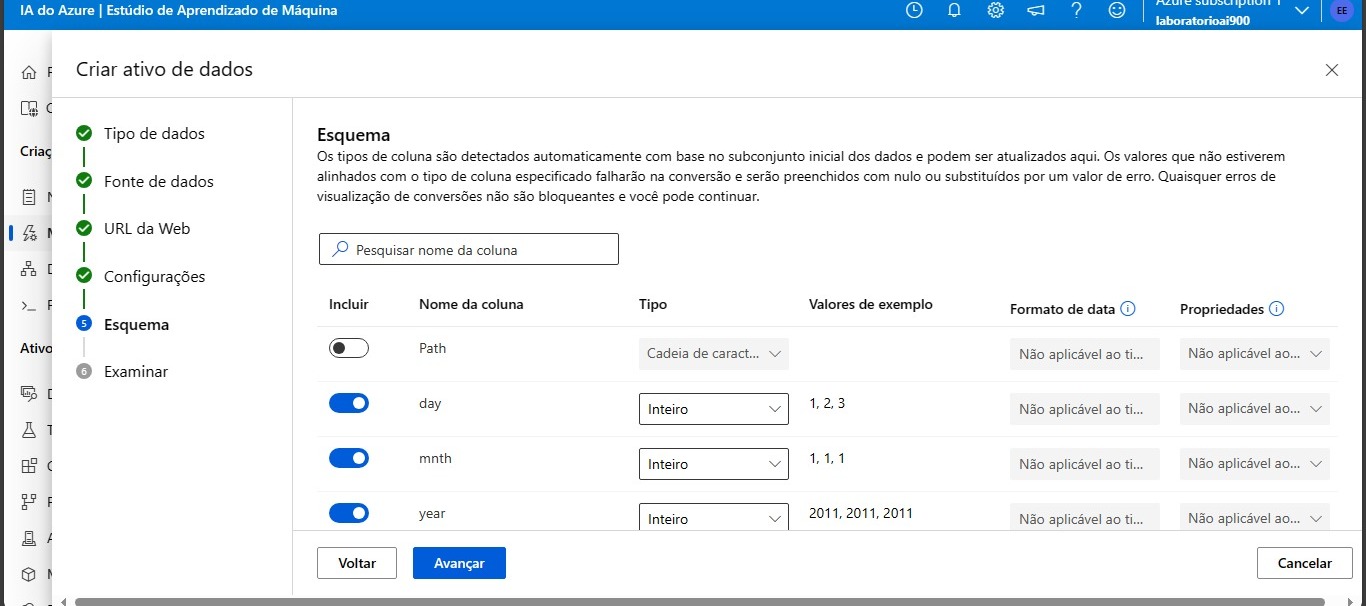 IA do Azure | Estúdio de Aprendizado de Máquina
Azure subscription 1
laboratorioai900
EE
Criar ativo de dados
Criaç
Ativo
Tipo de dados
Fonte de dados
URL da Web
Configurações
5 Esquema
6 Examinar
Esquema
Os tipos de coluna são detectados automaticamente com base no subconjunto inicial dos dados e podem ser atualizados aqui. Os valores que não estiverem
alinhados com o tipo de coluna especificado falharão na conversão e serão preenchidos com nulo ou substituídos por um valor de erro. Quaisquer erros de
visualização de conversões não são bloqueantes e você pode continuar.
Pesquisar nome da coluna
Incluir Nome da coluna Tipo Valores de exemplo Formato de data Propriedades
Path Cadeia de caract... Não aplicável ao ti... Não aplicável ao...
day Inteiro 1, 2, 3 Não aplicável ao ti... Não aplicável ao...
mnth Inteiro 1, 1, 1 Não aplicável ao ti... Não aplicável ao...
year Inteiro 2011, 2011, 2011 Não aplicável ao ti... Não aplicável ao...
Voltar Avançar Cancelar